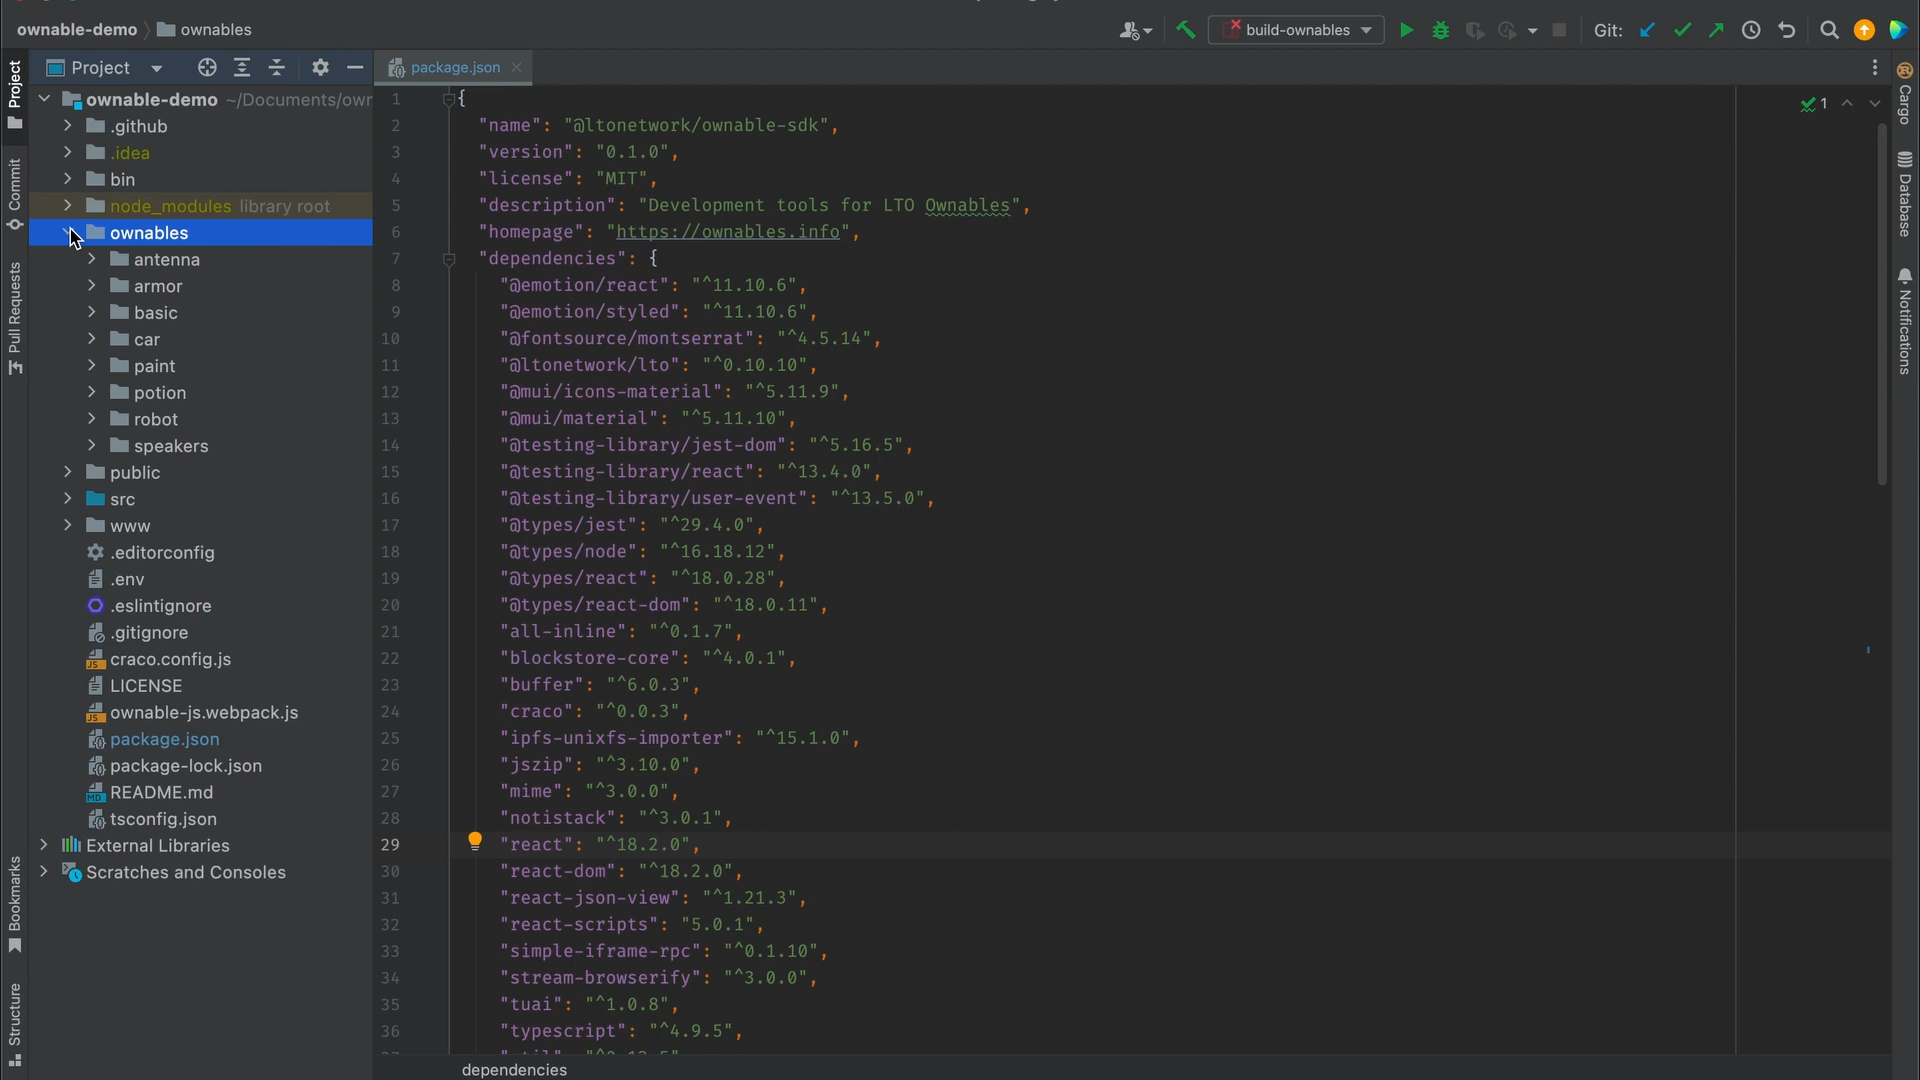 ownable-demo
ownables
build-ownables
Git:
Project
package.json
ownable-demo ~/Documents/owr
.github
.idea
bin
node_modules library root
ownables
antenna
armor
basic
car
paint
potion
robot
speakers
public
src
www
.editorconfig
.env
.eslintignore
.gitignore
craco.config.js
LICENSE
ownable-js.webpack.js
package.json
package-lock.json
README.md
tsconfig.json
External Libraries
Scratches and Consoles
Project
Commit
Pull Requests
Bookmarks
Structure
1 {
2 "name": "@ltonetwork/ownable-sdk",
3 "version": "0.1.0",
4 "license": "MIT",
5 "description": "Development tools for LTO Ownables",
6 "homepage": "https://ownables.info",
7 "dependencies": {
8 "@emotion/react": "^11.10.6",
9 "@emotion/styled": "^11.10.6",
10 "@fontsource/montserrat": "^4.5.14",
11 "@ltonetwork/lto": "^0.10.10",
12 "@mui/icons-material": "^5.11.9",
13 "@mui/material": "^5.11.10",
14 "@testing-library/jest-dom": "^5.16.5",
15 "@testing-library/react": "^13.4.0",
16 "@testing-library/user-event": "^13.5.0",
17 "@types/jest": "^29.4.0",
18 "@types/node": "^16.18.12",
19 "@types/react": "^18.0.28",
20 "@types/react-dom": "^18.0.11",
21 "all-inline": "^0.1.7",
22 "blockstore-core": "^4.0.1",
23 "buffer": "^6.0.3",
24 "craco": "^0.0.3",
25 "ipfs-unixfs-importer": "^15.1.0",
26 "jszip": "^3.10.0",
27 "mime": "^3.0.0",
28 "notistack": "^3.0.1",
29 "react": "^18.2.0",
30 "react-dom": "^18.2.0",
31 "react-json-view": "^1.21.3",
32 "react-scripts": "5.0.1",
33 "simple-iframe-rpc": "^0.1.10",
34 "stream-browserify": "^3.0.0",
35 "tuai": "^1.0.8",
36 "typescript": "^4.9.5",
dependencies
1
Cargo
Database
Notifications